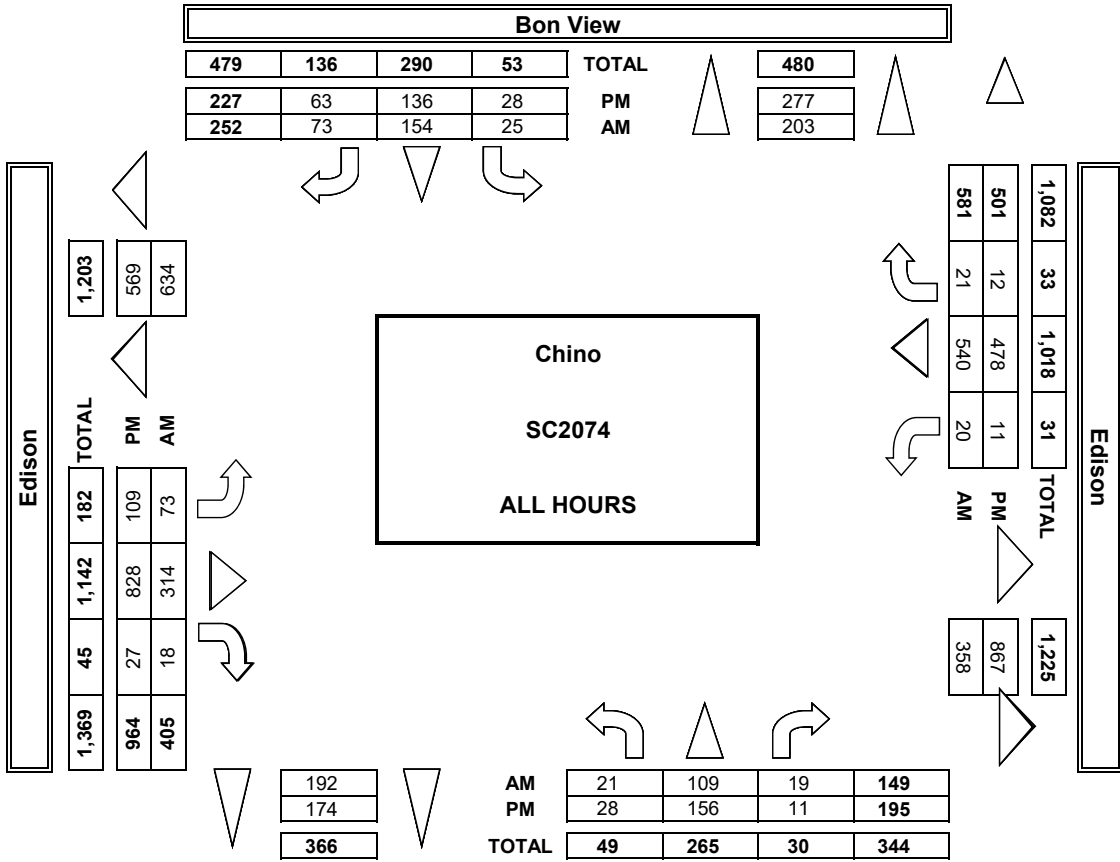 Bon View
479 136 290 53 TOTAL 480
227 63 136 28 PM 277
252 73 154 25 AM 203
Edison
1,203
569
634
TOTAL 182 1,142 45 1,369
PM 109 828 27 964
AM 73 314 18 405
Chino
SC2074
ALL HOURS
581 21 540 20 AM
501 12 478 11 PM
1,082 33 1,018 31 TOTAL
358
867
1,225
Edison
192 AM 21 109 19 149
174 PM 28 156 11 195
366 TOTAL 49 265 30 344